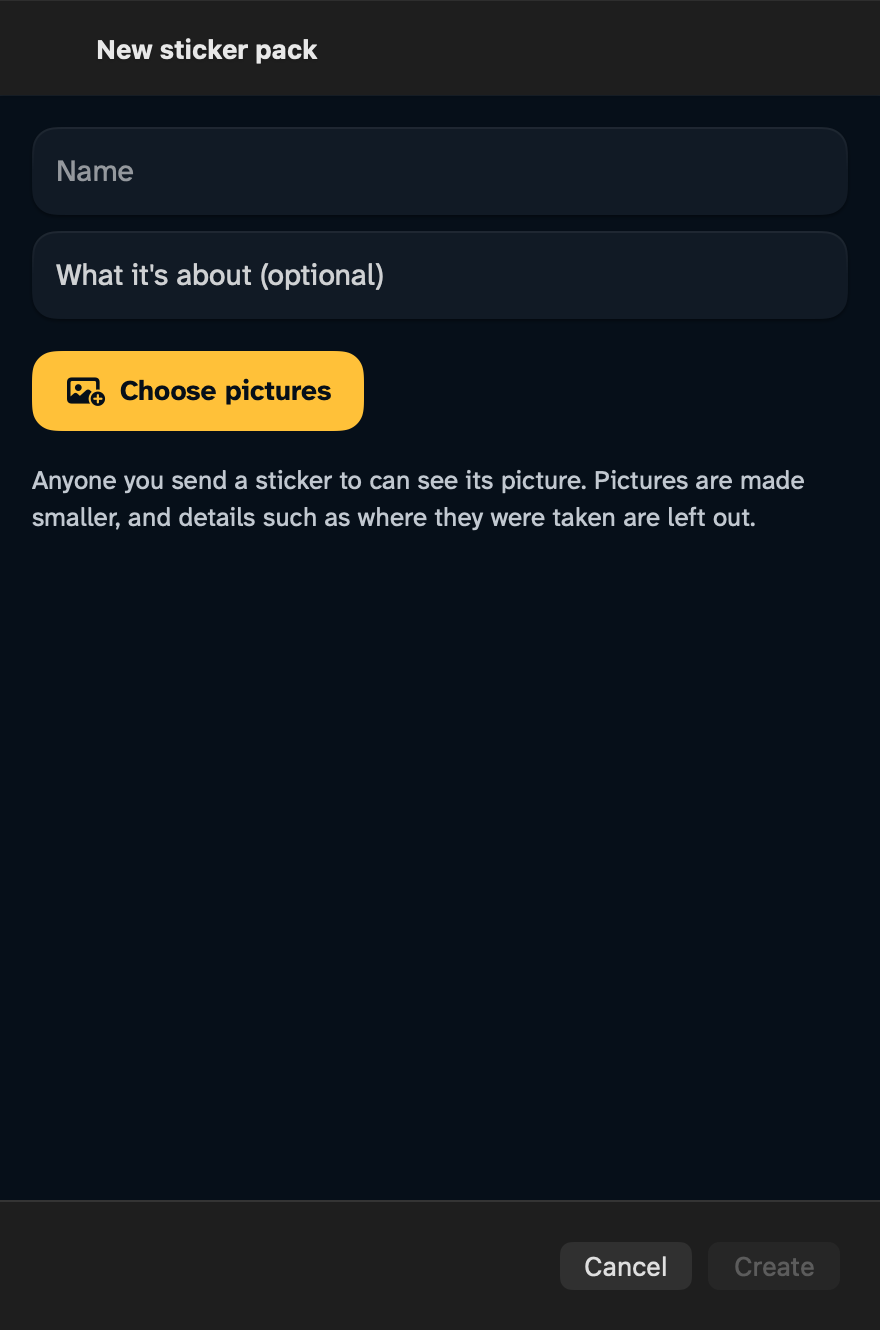 New sticker pack
Name
What it's about (optional)
Choose pictures
Anyone you send a sticker to can see its picture. Pictures are made
smaller, and details such as where they were taken are left out.
Cancel
Create